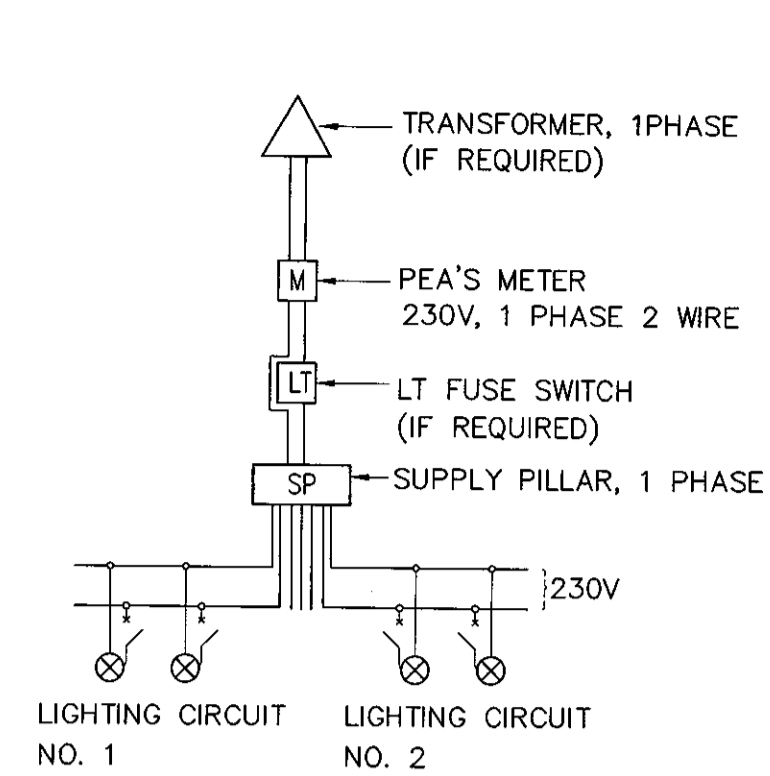 TRANSFORMER, 1PHASE
(IF REQUIRED)
M
PEA'S METER
230V, 1 PHASE 2 WIRE
LT
LT FUSE SWITCH
(IF REQUIRED)
SP
SUPPLY PILLAR, 1 PHASE
230V
LIGHTING CIRCUIT
NO. 1
LIGHTING CIRCUIT
NO. 2